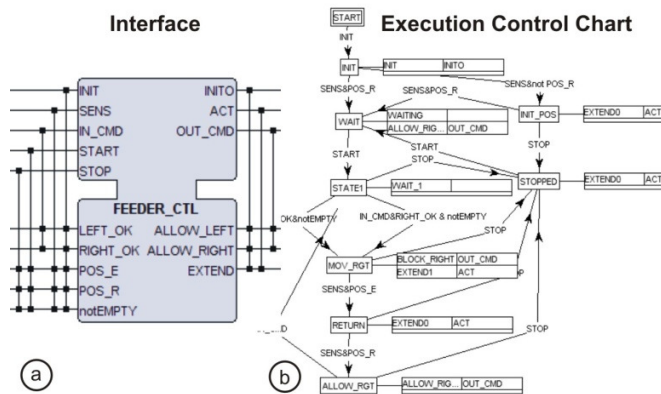 Interface
Execution Control Chart
INIT
SENS
IN_CMD
START
STOP
INITO
ACT
OUT_CMD
FEEDER_CTL
LEFT_OK
RIGHT_OK
POS_E
POS_R
notEMPTY
ALLOW_LEFT
ALLOW_RIGHT
EXTEND
a
START
INIT
INIT
INIT INITO
SENS&POS_R
SENS&POS_R
SENS&not POS_R
INIT_POS
EXTEND0 ACT
WAIT
WAITING
ALLOW_RIG... OUT_CMD
START
START
STOP
STOP
STOPPED
EXTEND0 ACT
STATE1
WAIT_1
OK&notEMPTY
IN_CMD&RIGHT_OK & notEMPTY
STOP
MOV_RGT
BLOCK_RIGHT OUT_CMD
EXTEND1 ACT
SENS&POS_E
RETURN
EXTEND0 ACT
SENS&POS_R
STOP
ALLOW_RGT
ALLOW_RIG... OUT_CMD
b